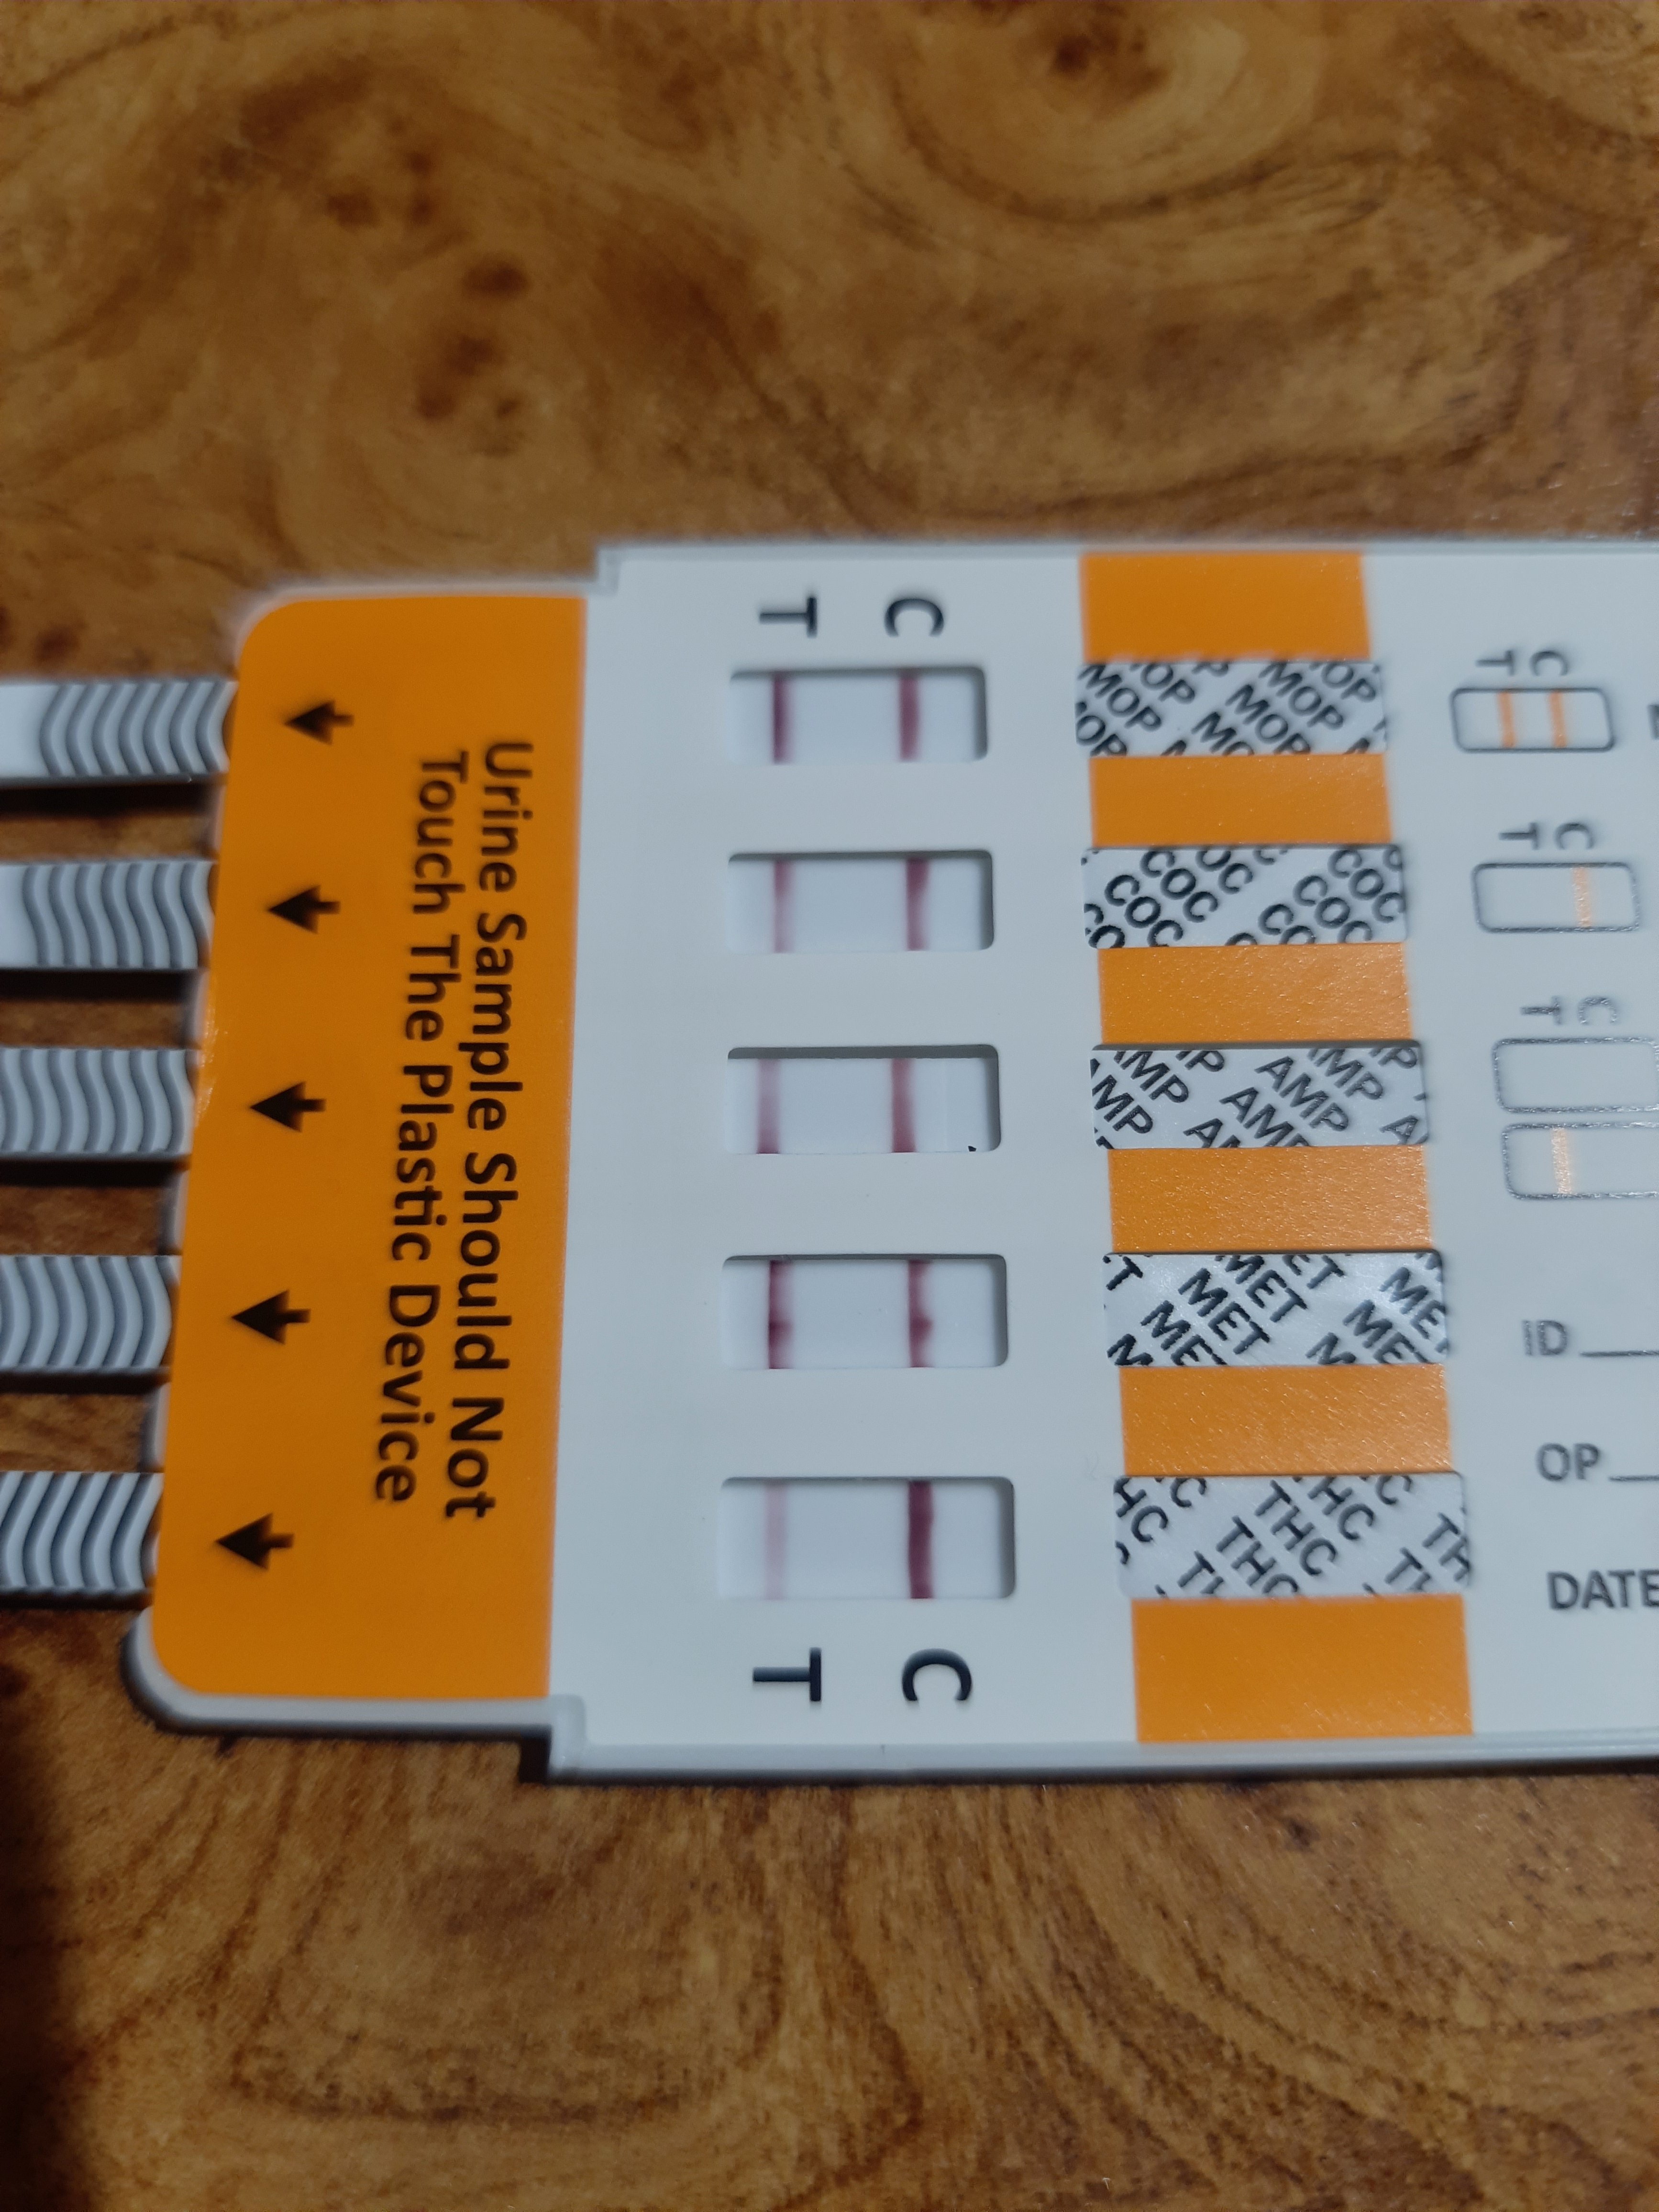 T C
Urine Sample Should Not
Touch The Plastic Device
MOP
COC
AMP
MET
THC
T C
T C
T C
T C
ID
OP
DATE